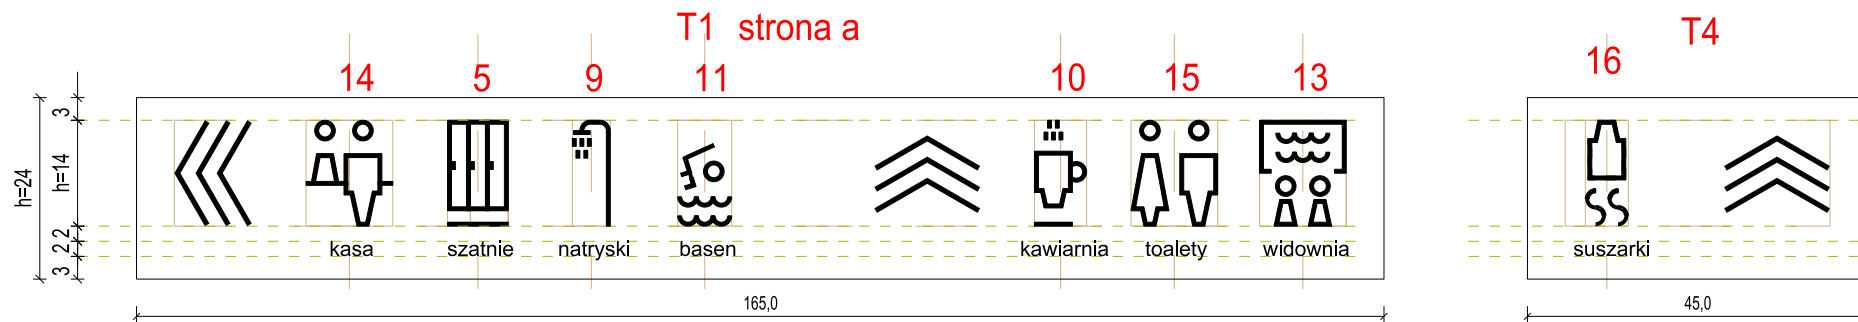 T1 strona a
T4
14 5 9 11 10 15 13 16
3
h=14
h=24
2
2
3
kasa szatnie natryski basen kawiarnia toalety widownia suszarki
165,0 45,0